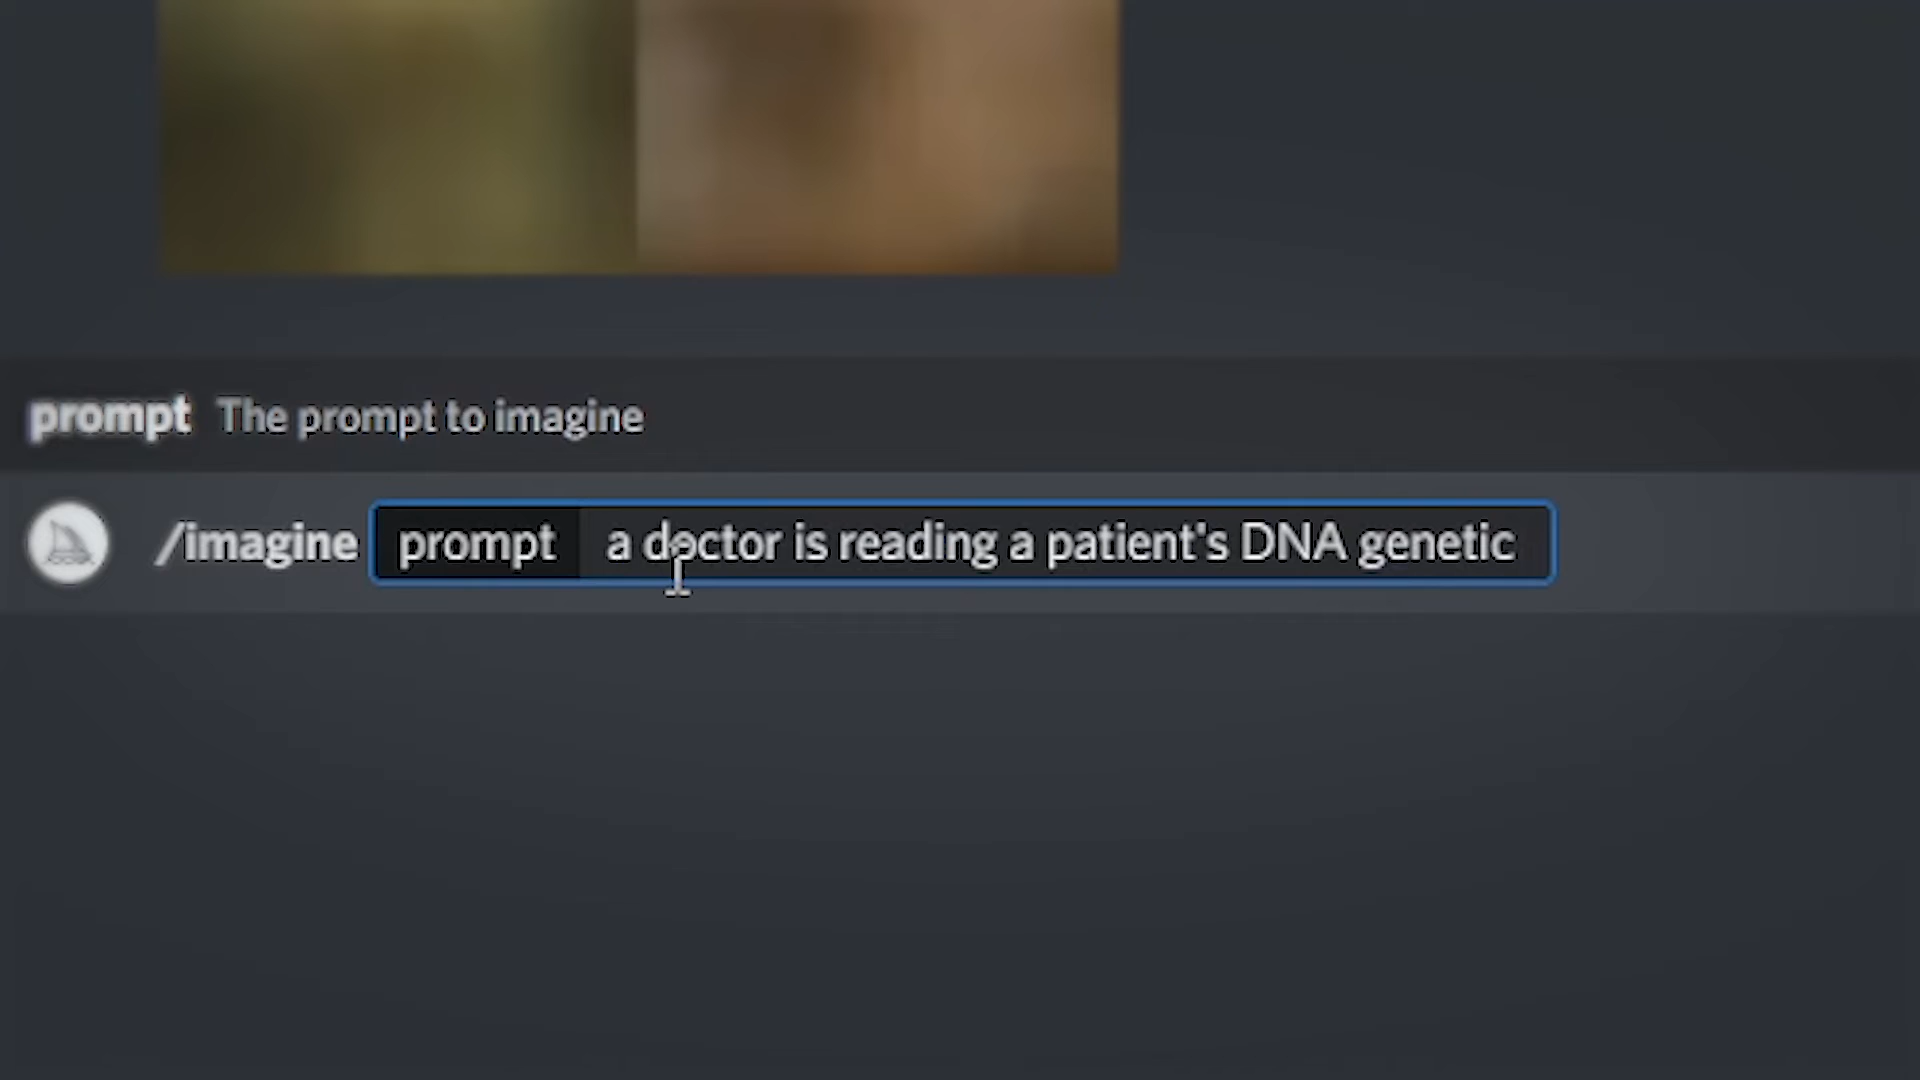 prompt The prompt to imagine
/imagine prompt a doctor is reading a patient's DNA genetic